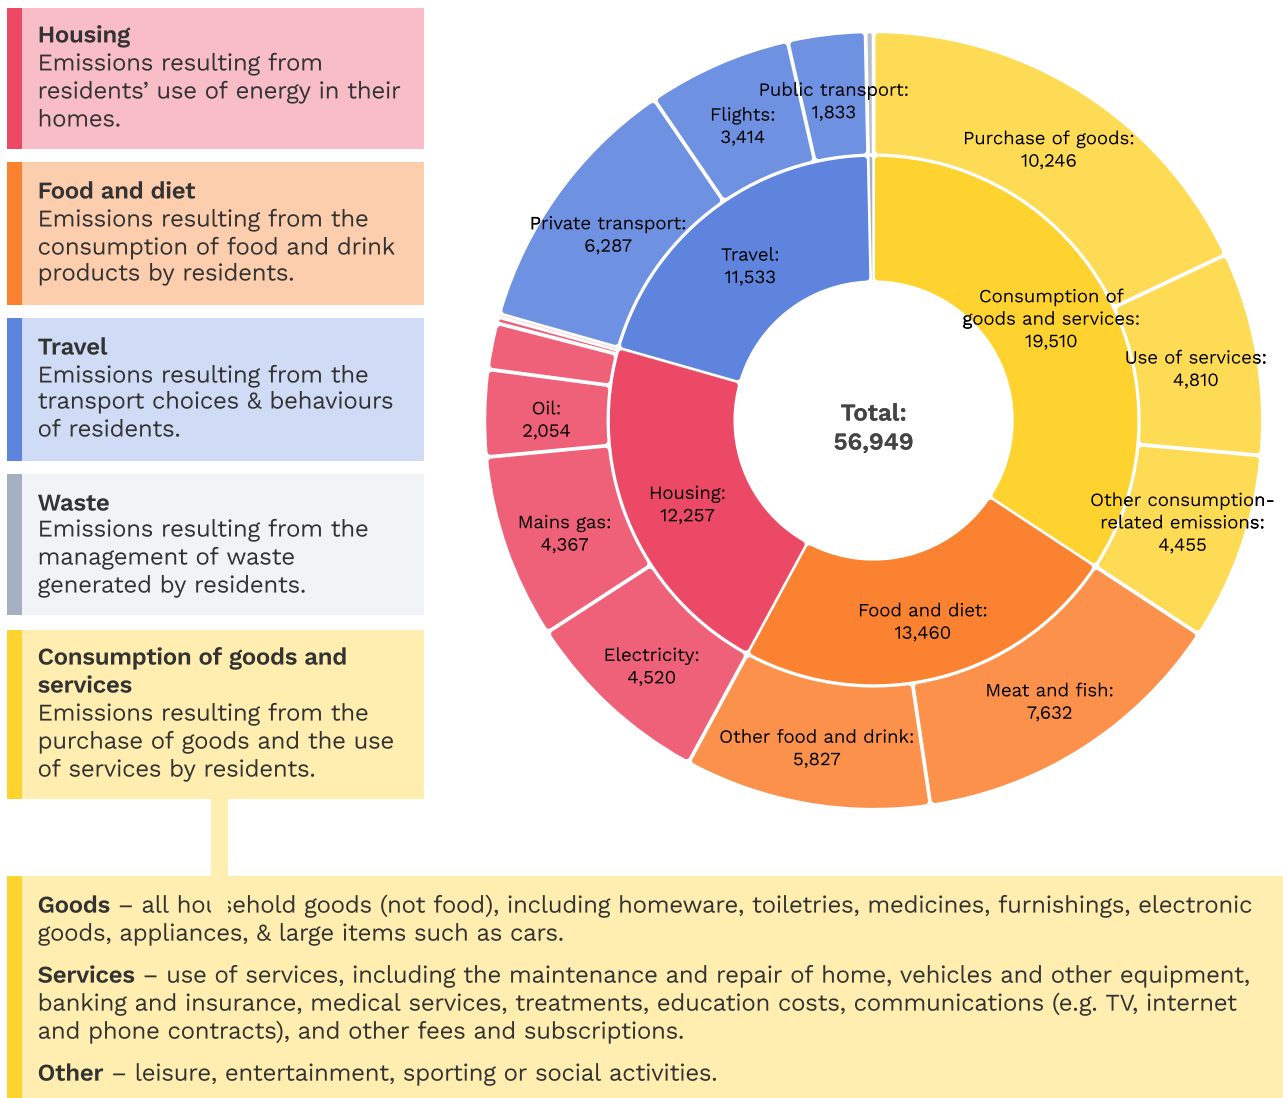 Housing
Emissions resulting from
residents’ use of energy in their
homes.
Food and diet
Emissions resulting from the
consumption of food and drink
products by residents.
Travel
Emissions resulting from the
transport choices & behaviours
of residents.
Waste
Emissions resulting from the
management of waste
generated by residents.
Consumption of goods and
services
Emissions resulting from the
purchase of goods and the use
of services by residents.
Public transport:
1,833
Flights:
3,414
Private transport:
6,287
Travel:
11,533
Purchase of goods:
10,246
Consumption of
goods and services:
19,510
Use of services:
4,810
Other consumption-
related emissions:
4,455
Total:
56,949
Oil:
2,054
Housing:
12,257
Mains gas:
4,367
Electricity:
4,520
Food and diet:
13,460
Meat and fish:
7,632
Other food and drink:
5,827
Goods – all household goods (not food), including homeware, toiletries, medicines, furnishings, electronic
goods, appliances, & large items such as cars.
Services – use of services, including the maintenance and repair of home, vehicles and other equipment,
banking and insurance, medical services, treatments, education costs, communications (e.g. TV, internet
and phone contracts), and other fees and subscriptions.
Other – leisure, entertainment, sporting or social activities.